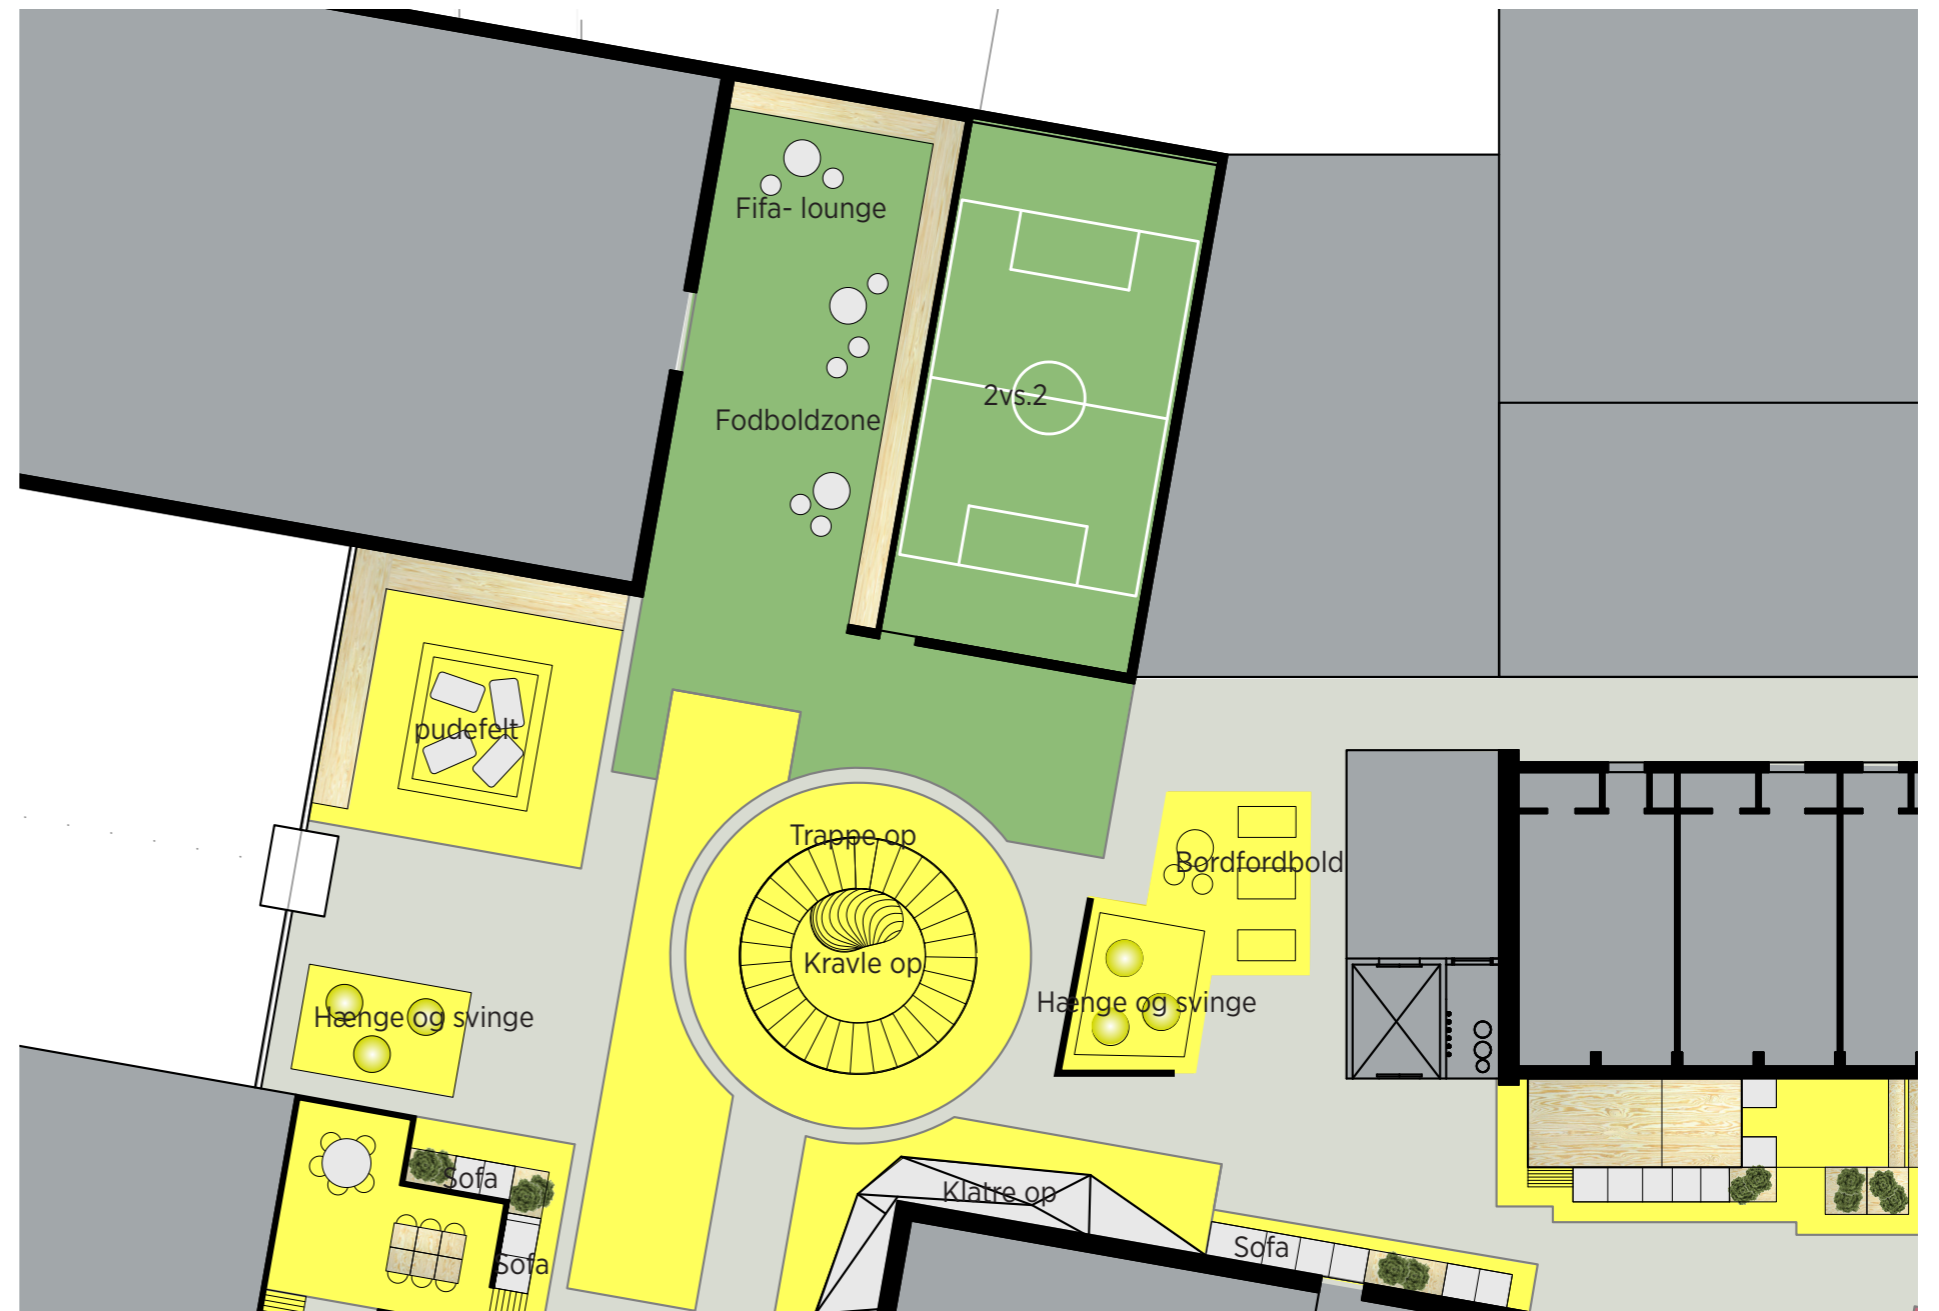 Fifa- lounge
2vs.2
Fodboldzone
pudefelt
Trappe op
Bordfordbold
Kravle op
Hænge og svinge
Hænge og svinge
Sofa
Klatre op
Sofa
Sofa